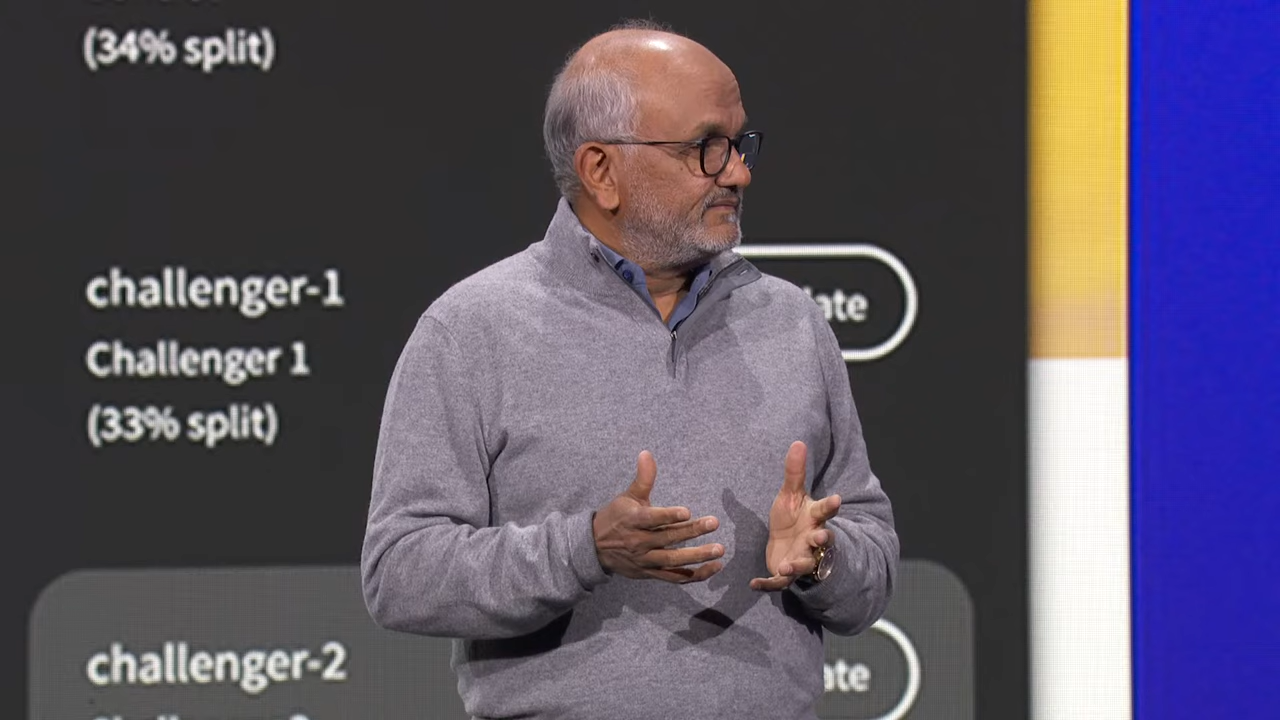 (34% split)
challenger-1
Challenger 1
(33% split)
challenger-2